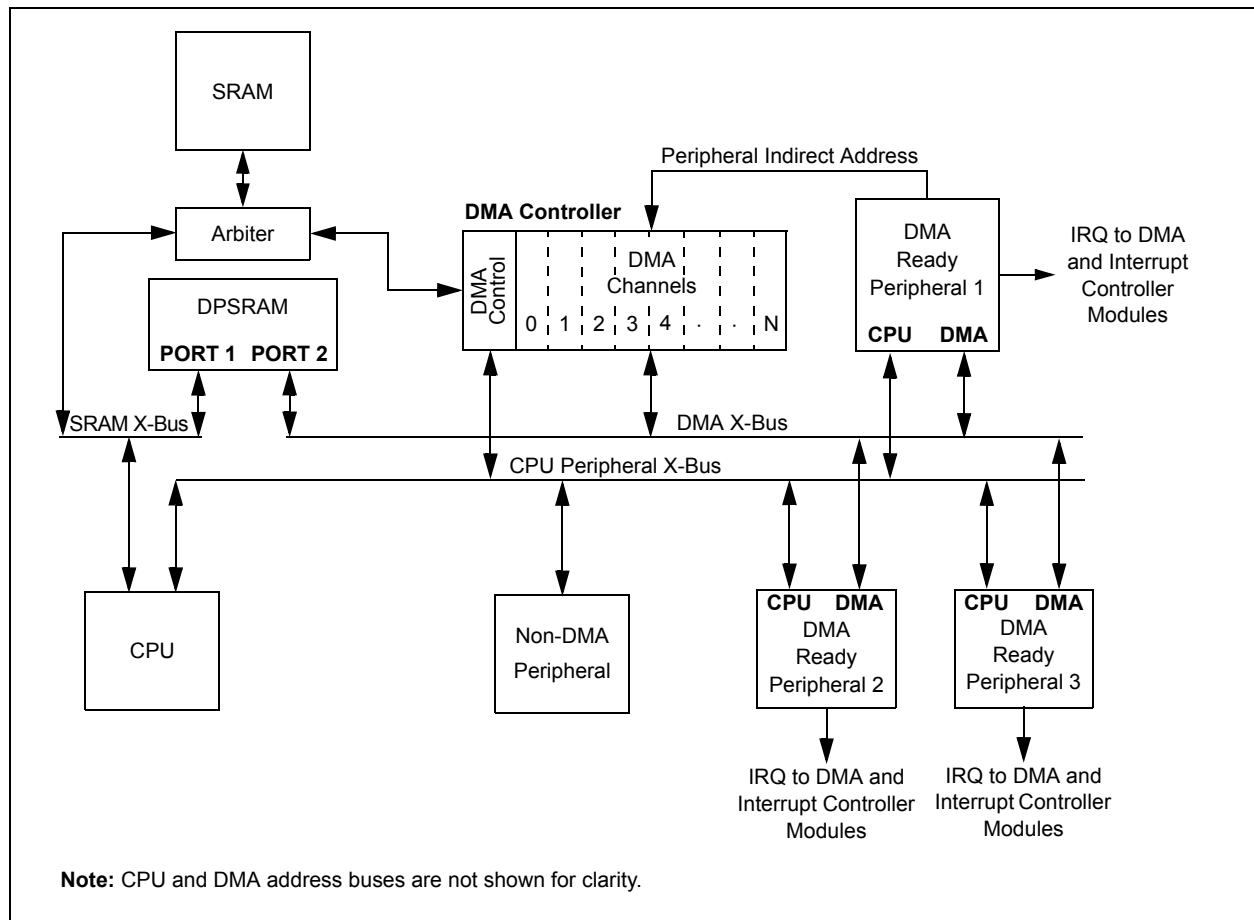 SRAM
Peripheral Indirect Address
DMA Controller
Arbiter
DMA
Control
DMA
Channels
0 1 2 3 4 . . N
DMA
Ready
Peripheral 1
CPU DMA
IRQ to DMA
and Interrupt
Controller
Modules
DPSRAM
PORT 1 PORT 2
SRAM X-Bus
DMA X-Bus
CPU Peripheral X-Bus
CPU
Non-DMA
Peripheral
CPU DMA
DMA
Ready
Peripheral 2
CPU DMA
DMA
Ready
Peripheral 3
IRQ to DMA and
Interrupt Controller
Modules
IRQ to DMA and
Interrupt Controller
Modules
Note: CPU and DMA address buses are not shown for clarity.